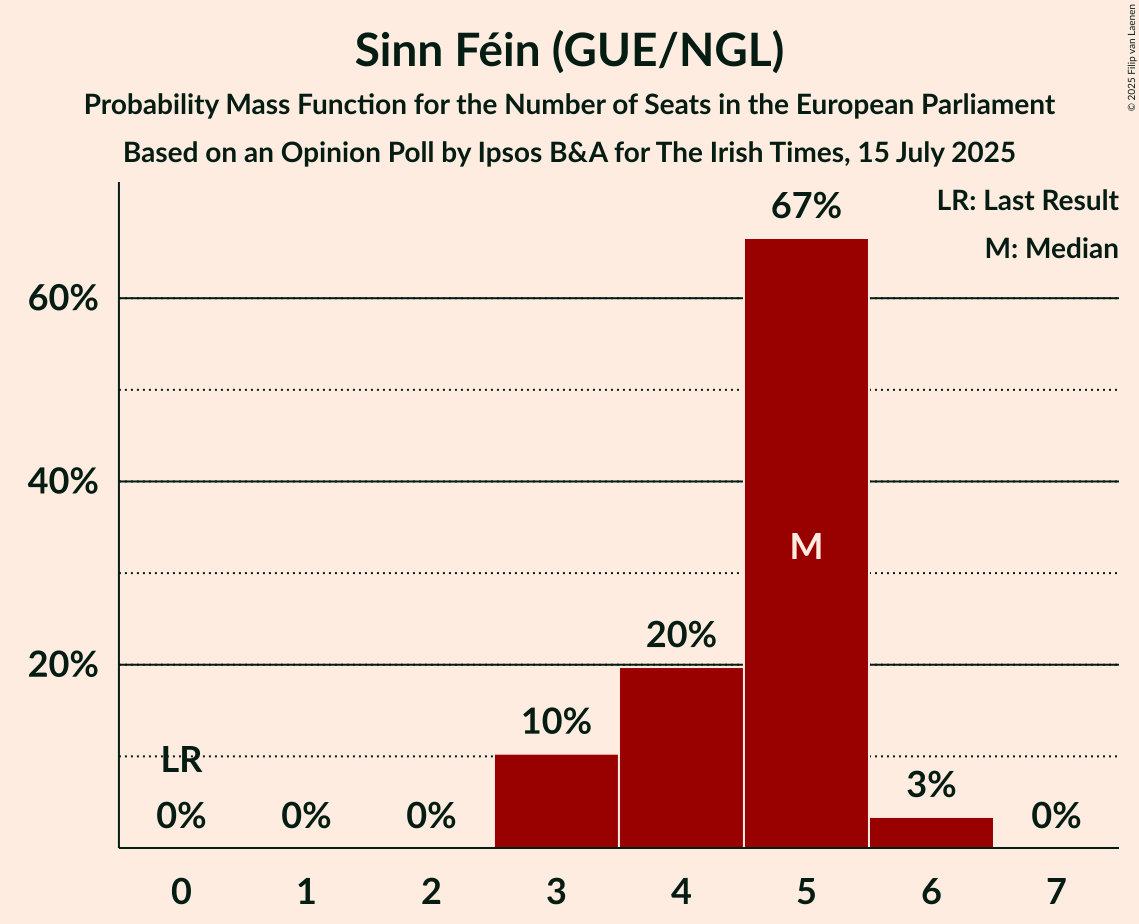 Sinn Féin (GUE/NGL)
Probability Mass Function for the Number of Seats in the European Parliament
Based on an Opinion Poll by Ipsos B&A for The Irish Times, 15 July 2025
© 2025 Filip van Laenen
LR: Last Result
M: Median
67%
60%
40%
M
20%
20%
10%
LR
3%
0% 0% 0% 0%
0 1 2 3 4 5 6 7